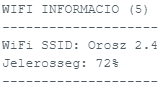 WIFI INFORMACIO (5)
--------------------
WiFi SSID: Orosz 2.4
Jelerosseg: 72%
--------------------